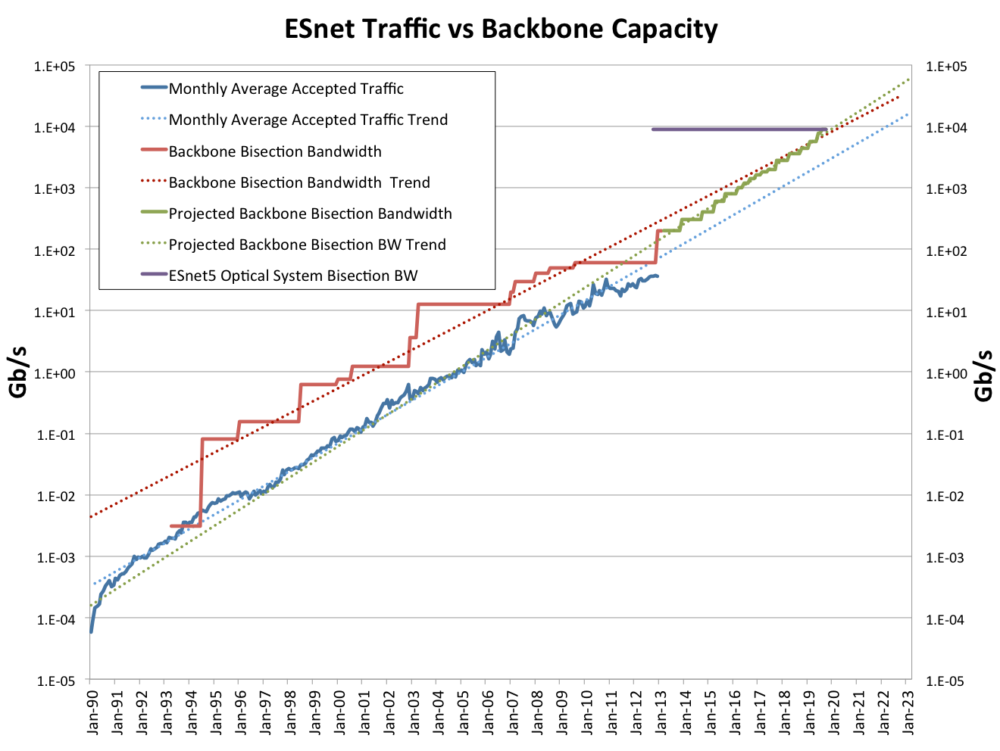 ESnet Traffic vs Backbone Capacity
1.E+05
1.E+04
1.E+03
1.E+02
1.E+01
1.E+00
1.E-01
1.E-02
1.E-03
1.E-04
1.E-05
Gb/s
Monthly Average Accepted Traffic
Monthly Average Accepted Traffic Trend
Backbone Bisection Bandwidth
Backbone Bisection Bandwidth Trend
Projected Backbone Bisection Bandwidth
Projected Backbone Bisection BW Trend
ESnet5 Optical System Bisection BW
1.E+05
1.E+04
1.E+03
1.E+02
1.E+01
1.E+00
1.E-01
1.E-02
1.E-03
1.E-04
1.E-05
Gb/s
Jan-90
Jan-91
Jan-92
Jan-93
Jan-94
Jan-95
Jan-96
Jan-97
Jan-98
Jan-99
Jan-00
Jan-01
Jan-02
Jan-03
Jan-04
Jan-05
Jan-06
Jan-07
Jan-08
Jan-09
Jan-10
Jan-11
Jan-12
Jan-13
Jan-14
Jan-15
Jan-16
Jan-17
Jan-18
Jan-19
Jan-20
Jan-21
Jan-22
Jan-23